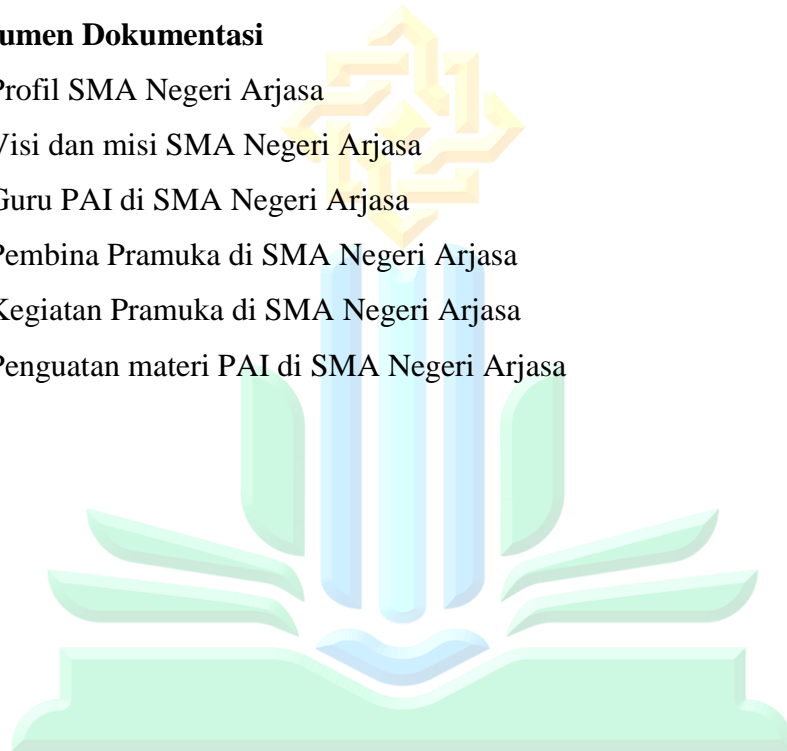 umen Dokumentasi
Profil SMA Negeri Arjasa
Visi dan misi SMA Negeri Arjasa
Guru PAI di SMA Negeri Arjasa
Pembina Pramuka di SMA Negeri Arjasa
Kegiatan Pramuka di SMA Negeri Arjasa
Penguatan materi PAI di SMA Negeri Arjasa